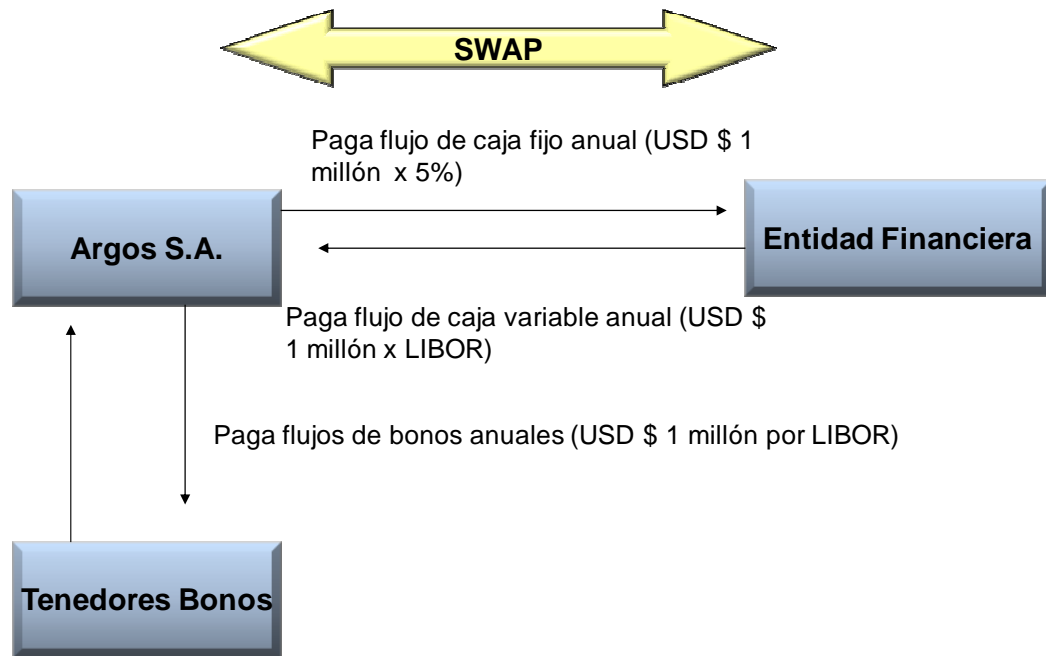 SWAP
Paga flujo de caja fijo anual (USD $ 1
millón x 5%)
Argos S.A.
Entidad Financiera
Paga flujo de caja variable anual (USD $
1 millón x LIBOR)
Paga flujos de bonos anuales (USD $ 1 millón por LIBOR)
Tenedores Bonos